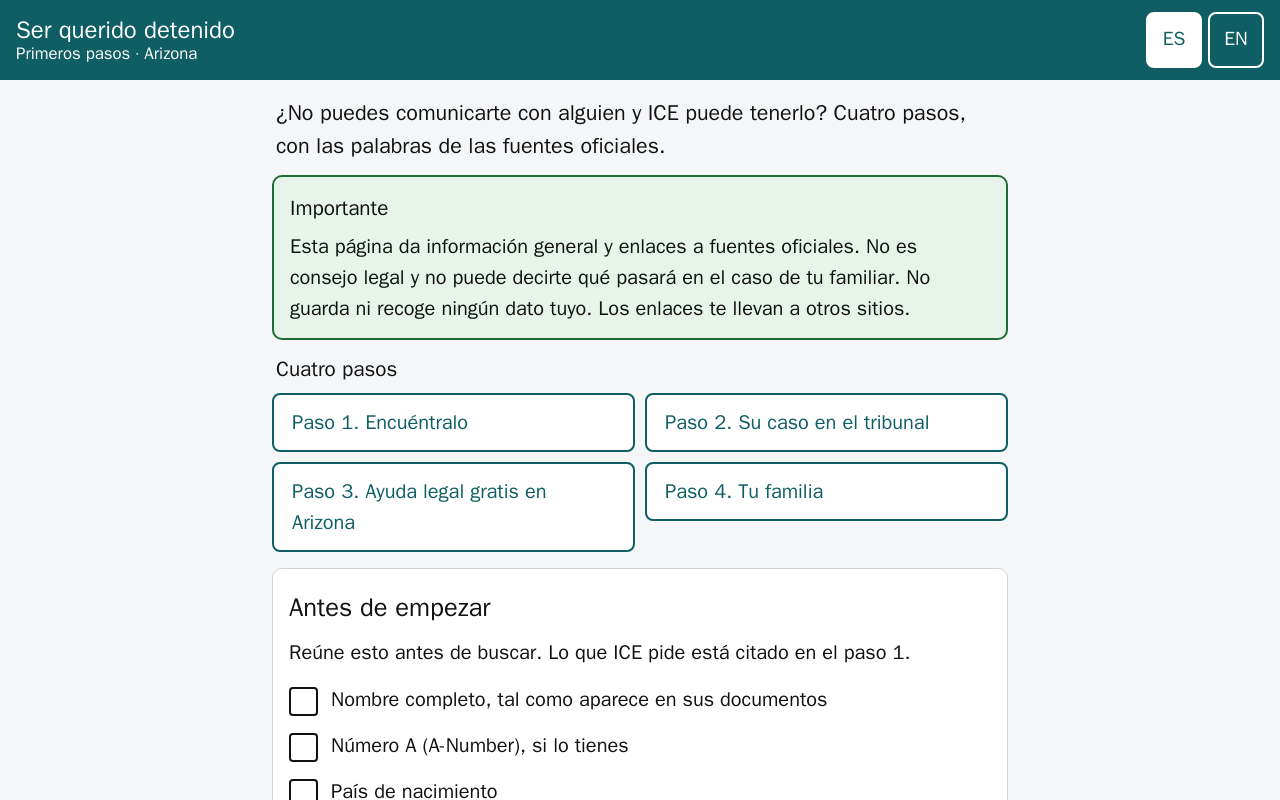 Ser querido detenido
Primeros pasos · Arizona
ES
EN
¿No puedes comunicarte con alguien y ICE puede tenerlo? Cuatro pasos,
con las palabras de las fuentes oficiales.
Importante
Esta página da información general y enlaces a fuentes oficiales. No es
consejo legal y no puede decirte qué pasará en el caso de tu familiar. No
guarda ni recoge ningún dato tuyo. Los enlaces te llevan a otros sitios.
Cuatro pasos
Paso 1. Encuéntralo
Paso 2. Su caso en el tribunal
Paso 3. Ayuda legal gratis en
Arizona
Paso 4. Tu familia
Antes de empezar
Reúne esto antes de buscar. Lo que ICE pide está citado en el paso 1.
Nombre completo, tal como aparece en sus documentos
Número A (A-Number), si lo tienes
País de nacimiento